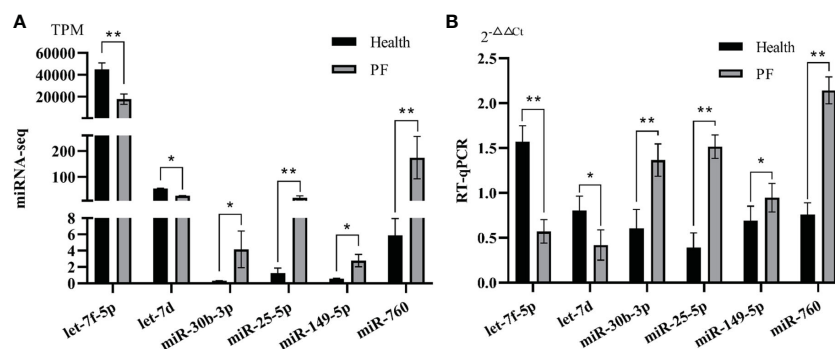 A
TPM
Health
PF
miRNA-seq
60000
40000
20000
200
100
8
6
4
2
0
**
*
*
**
*
**
let-7f-5p
let-7d
miR-30b-3p
miR-25-5p
miR-149-5p
miR-760
B
2-△△Ct
Health
PF
RT-qPCR
2.5
2.0
1.5
1.0
0.5
0.0
**
*
**
**
*
**
let-7f-5p
let-7d
miR-30b-3p
miR-25-5p
miR-149-5p
miR-760